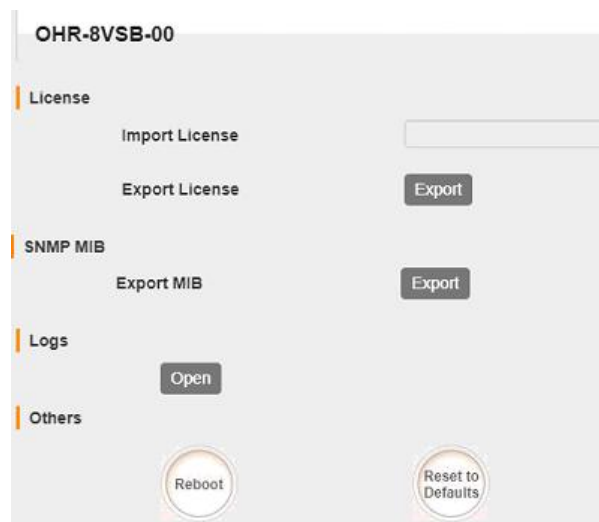 OHR-8VSB-00
License
Import License
Export License Export
SNMP MIB
Export MIB Export
Logs
Open
Others
Reboot Reset to
Defaults